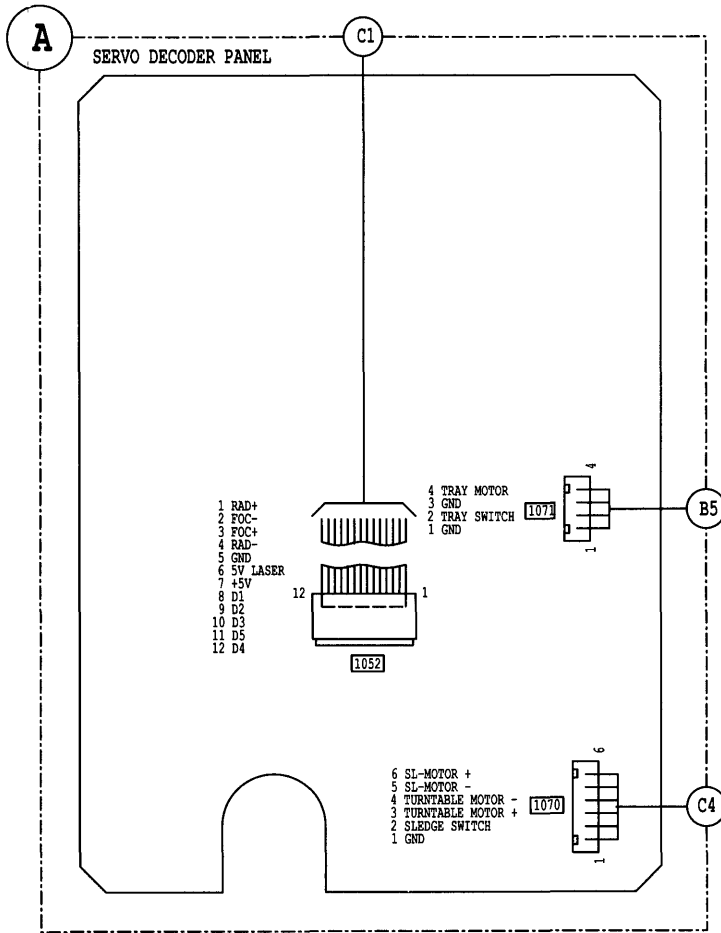 A
C1
SERVO DECODER PANEL
1 RAD+
2 FOC-
3 FOC+
4 RAD-
5 GND
6 5V LASER
7 +5V
8 D1
9 D2
10 D3
11 D5
12 D4
12
1
1052
4 TRAY MOTOR
3 GND
2 TRAY SWITCH
1 GND
1071
4
1
B5
6 SL-MOTOR +
5 SL-MOTOR -
4 TURNTABLE MOTOR -
3 TURNTABLE MOTOR +
2 SLEDGE SWITCH
1 GND
1070
6
1
C4